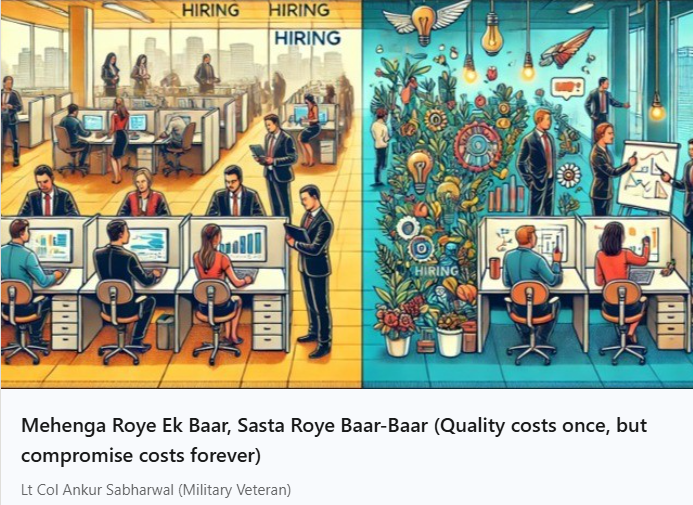 HIRING HIRING
HIRING
HIRING
Mehenga Roye Ek Baar, Sasta Roye Baar-Baar (Quality costs once, but
compromise costs forever)
Lt Col Ankur Sabharwal (Military Veteran)